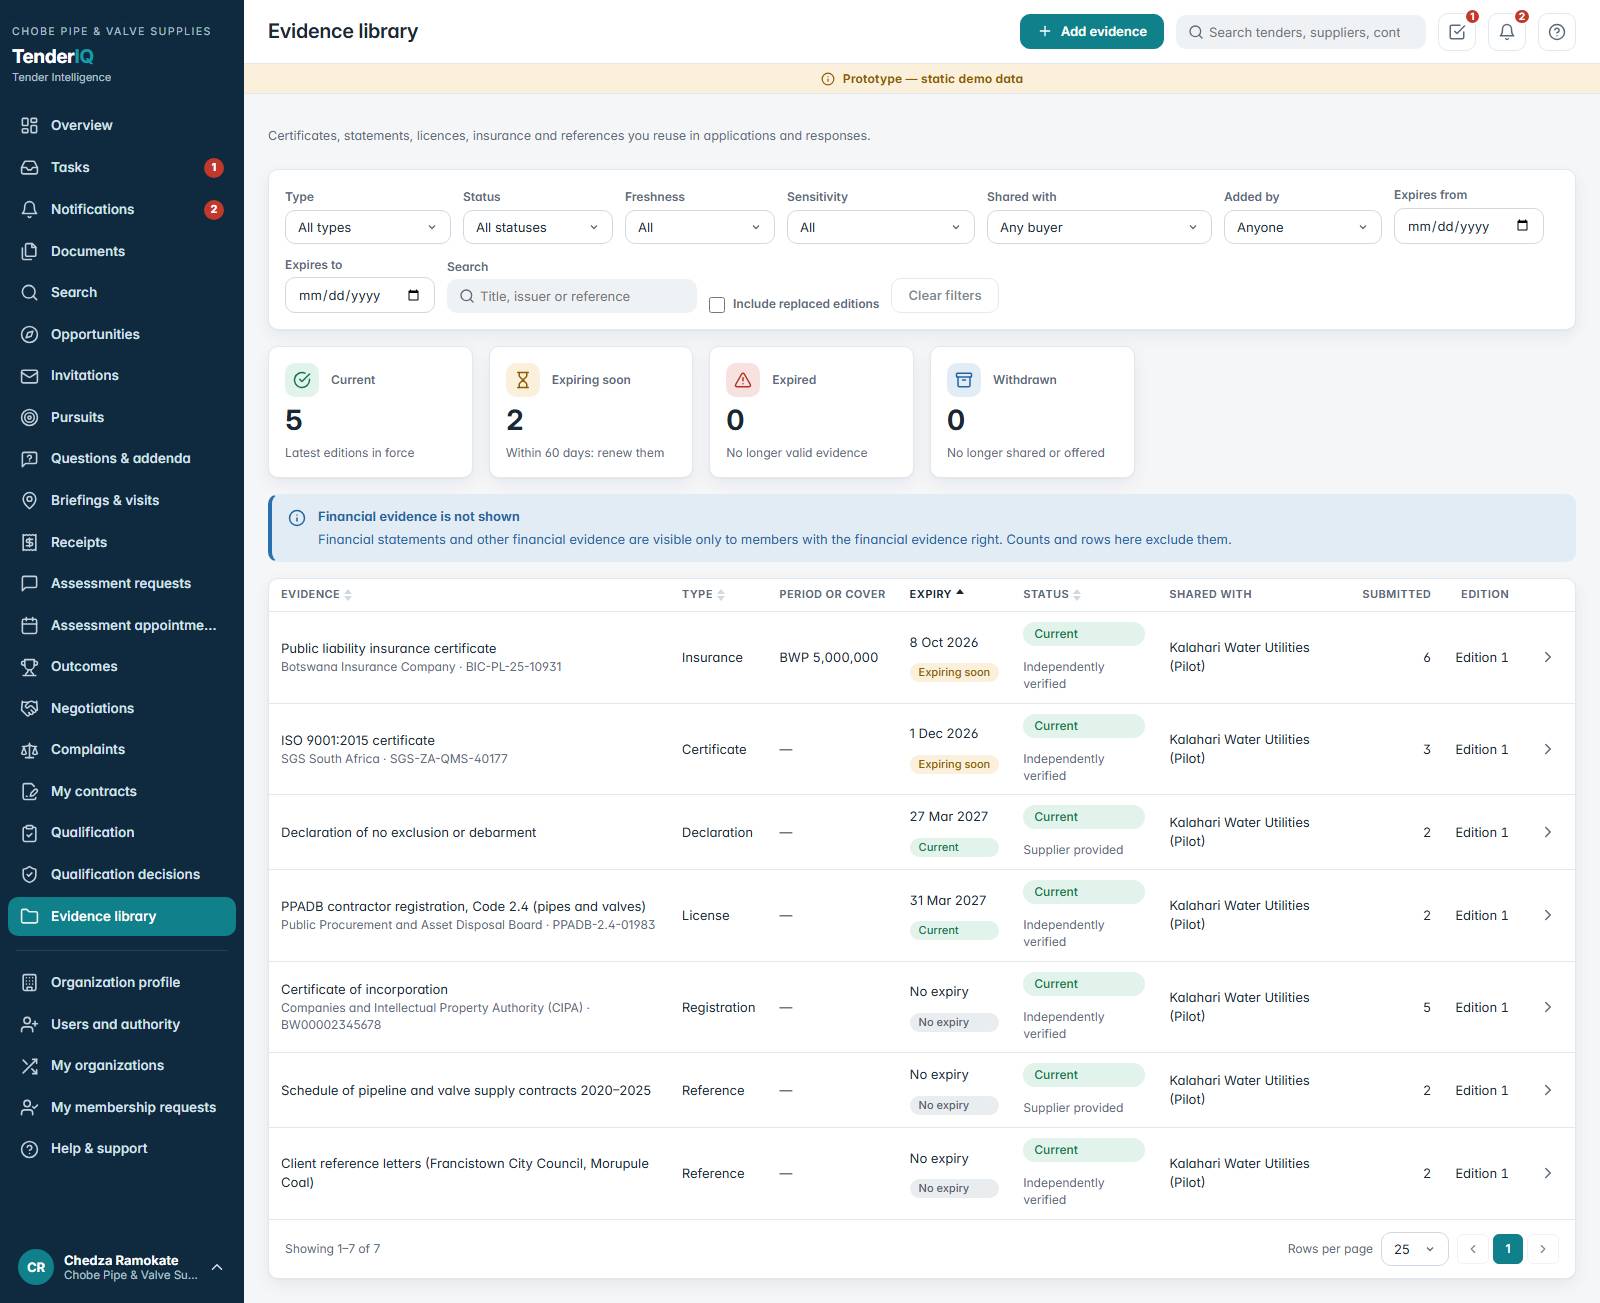 CHOBE PIPE & VALVE SUPPLIES
TenderIQ
Tender Intelligence
Overview
Tasks 1
Notifications 2
Documents
Search
Opportunities
Invitations
Pursuits
Questions & addenda
Briefings & visits
Receipts
Assessment requests
Assessment appointme...
Outcomes
Negotiations
Complaints
My contracts
Qualification
Qualification decisions
Evidence library
Organization profile
Users and authority
My organizations
My membership requests
Help & support
CR
Chedza Ramokate
Chobe Pipe & Valve Su...
Evidence library
Add evidence
Search tenders, suppliers, cont
1
2
Prototype — static demo data
Certificates, statements, licences, insurance and references you reuse in applications and responses.
Type Status Freshness Sensitivity Shared with Added by Expires from
All types All statuses All All Any buyer Anyone mm/dd/yyyy
Expires to Search
mm/dd/yyyy Title, issuer or reference Include replaced editions Clear filters
Current
5
Latest editions in force
Expiring soon
2
Within 60 days: renew them
Expired
0
No longer valid evidence
Withdrawn
0
No longer shared or offered
Financial evidence is not shown
Financial statements and other financial evidence are visible only to members with the financial evidence right. Counts and rows here exclude them.
EVIDENCE TYPE PERIOD OR COVER EXPIRY STATUS SHARED WITH SUBMITTED EDITION
Public liability insurance certificate
Botswana Insurance Company · BIC-PL-25-10931
Insurance
BWP 5,000,000
8 Oct 2026
Expiring soon
Current
Independently
verified
Kalahari Water Utilities
(Pilot)
6
Edition 1
ISO 9001:2015 certificate
SGS South Africa · SGS-ZA-QMS-40177
Certificate
—
1 Dec 2026
Expiring soon
Current
Independently
verified
Kalahari Water Utilities
(Pilot)
3
Edition 1
Declaration of no exclusion or debarment
Declaration
—
27 Mar 2027
Current
Current
Supplier provided
Kalahari Water Utilities
(Pilot)
2
Edition 1
PPADB contractor registration, Code 2.4 (pipes and valves)
Public Procurement and Asset Disposal Board · PPADB-2.4-01983
License
—
31 Mar 2027
Current
Current
Independently
verified
Kalahari Water Utilities
(Pilot)
2
Edition 1
Certificate of incorporation
Companies and Intellectual Property Authority (CIPA) ·
BW00002345678
Registration
—
No expiry
No expiry
Current
Independently
verified
Kalahari Water Utilities
(Pilot)
5
Edition 1
Schedule of pipeline and valve supply contracts 2020–2025
Reference
—
No expiry
No expiry
Current
Supplier provided
Kalahari Water Utilities
(Pilot)
2
Edition 1
Client reference letters (Francistown City Council, Morupule
Coal)
Reference
—
No expiry
No expiry
Current
Independently
verified
Kalahari Water Utilities
(Pilot)
2
Edition 1
Showing 1–7 of 7
Rows per page 25 1